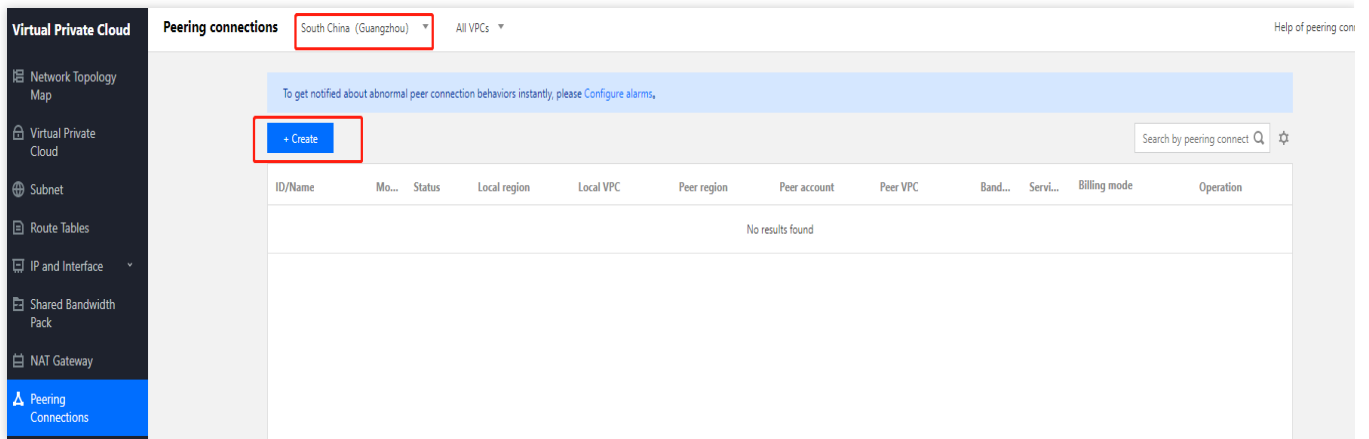 Virtual Private Cloud
Peering connections South China (Guangzhou) All VPCs
Help of peering con
Network Topology
Map
Virtual Private
Cloud
Subnet
Route Tables
IP and Interface
Shared Bandwidth
Pack
NAT Gateway
Peering
Connections
To get notified about abnormal peer connection behaviors instantly, please Configure alarms。
+ Create
Search by peering connect
ID/Name Mo... Status Local region Local VPC Peer region Peer account Peer VPC Band... Servi... Billing mode Operation
No results found